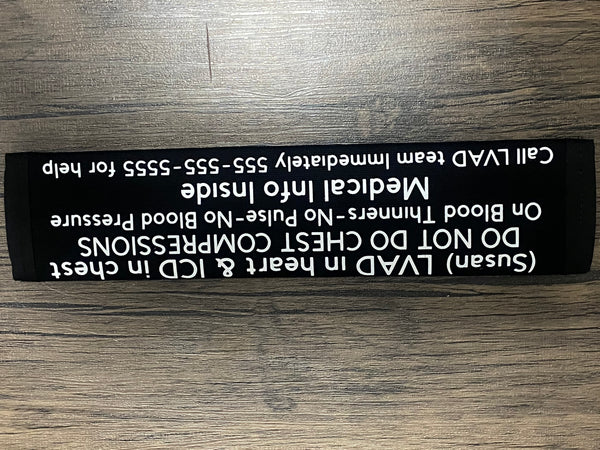 (Susan) LVAD in heart & ICD in chest
DO NOT DO CHEST COMPRESSIONS
On Blood Thinners-No Pulse-No Blood Pressure
Medical Info Inside
Call LVAD team Immediately 555-555-5555 for help